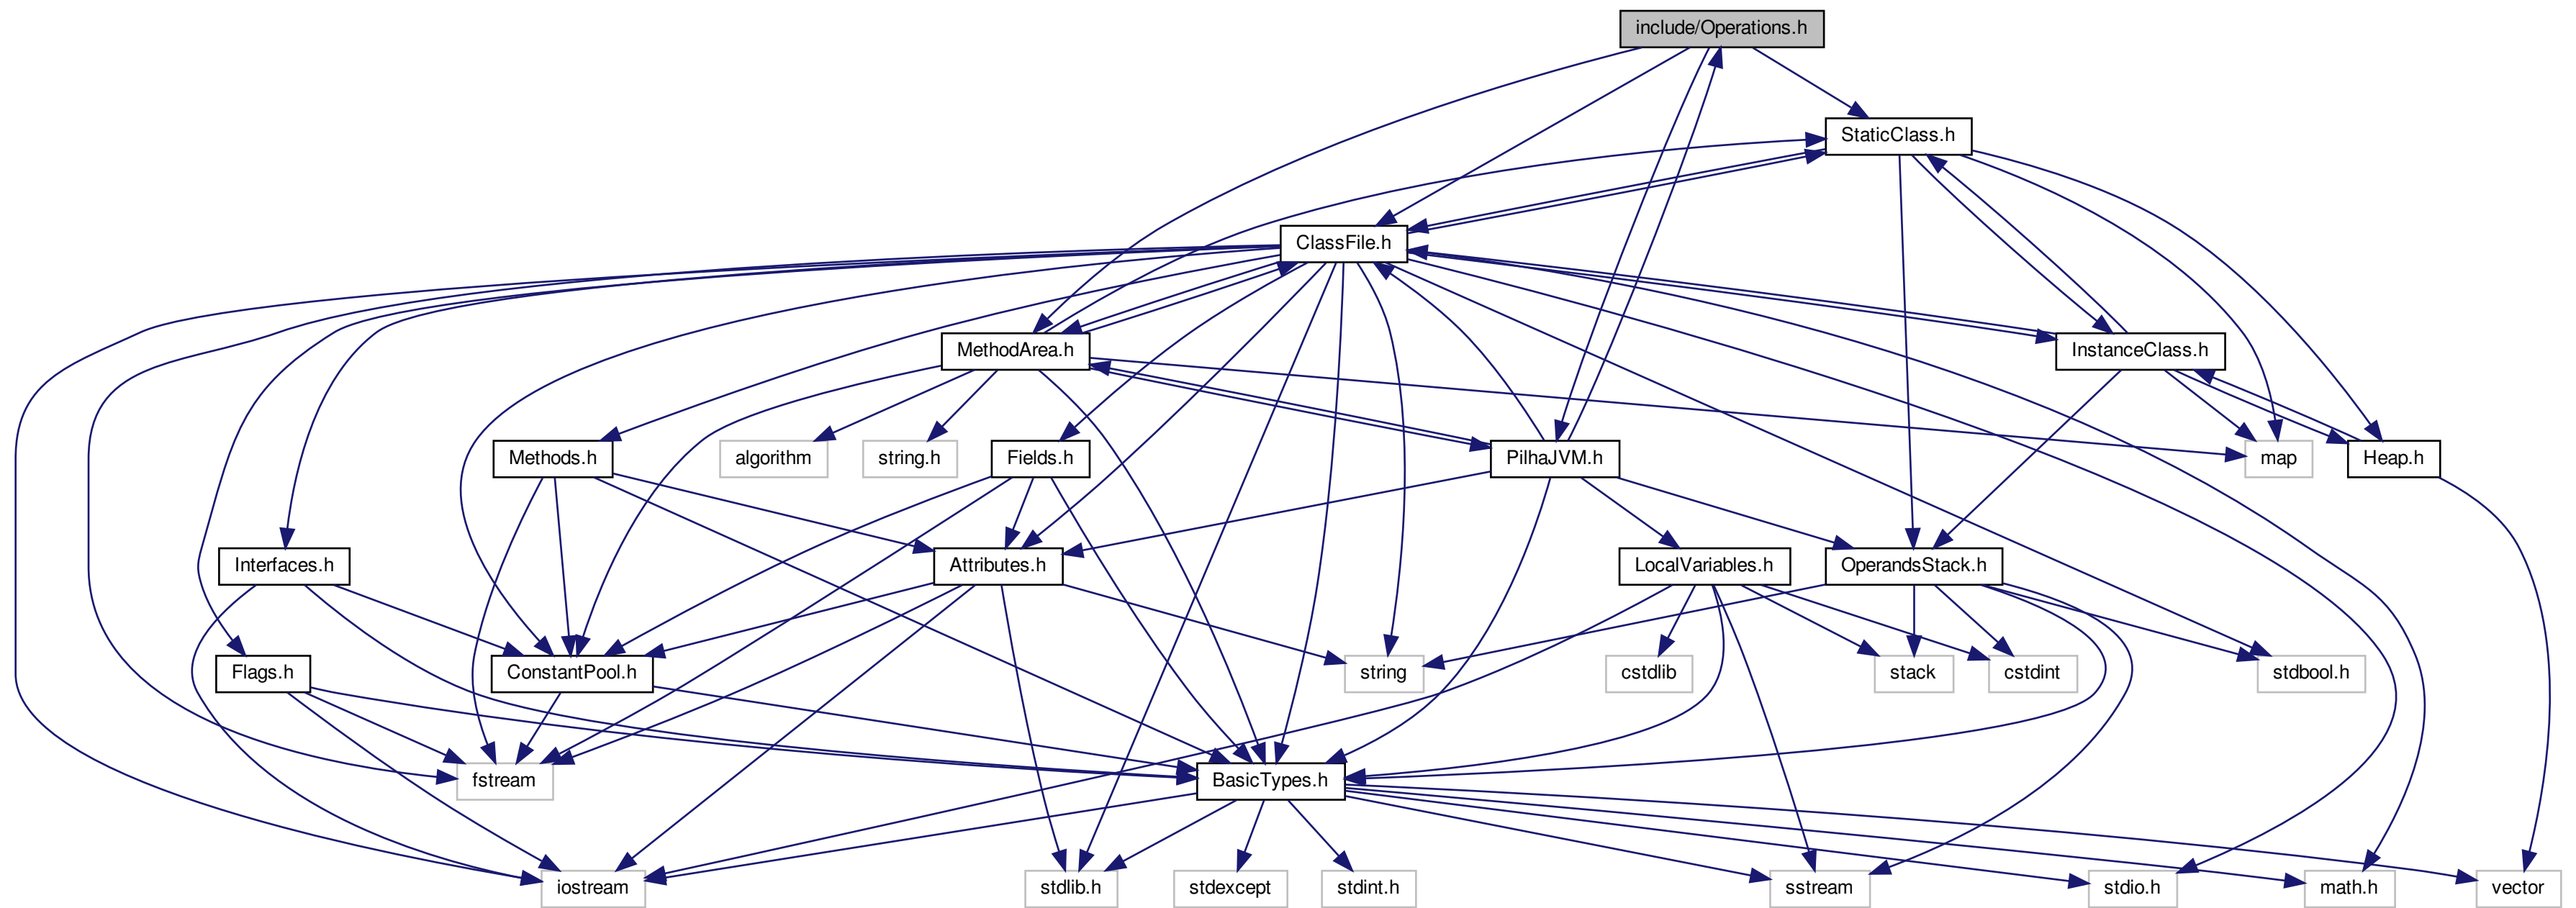 include/Operations.h
StaticClass.h
ClassFile.h
MethodArea.h
InstanceClass.h
Methods.h
algorithm
string.h
Fields.h
PilhaJVM.h
map
Heap.h
Interfaces.h
Attributes.h
LocalVariables.h
OperandsStack.h
Flags.h
ConstantPool.h
string
cstdlib
stack
cstdint
stdbool.h
fstream
BasicTypes.h
iostream
stdlib.h
stdexcept
stdint.h
sstream
stdio.h
math.h
vector